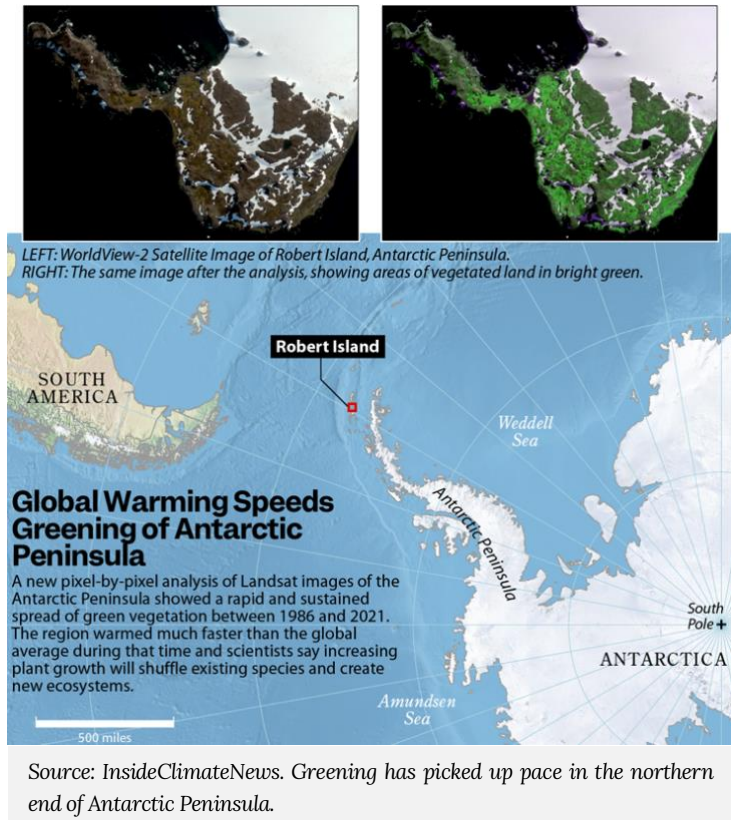 LEFT: WorldView-2 Satellite Image of Robert Island, Antarctic Peninsula.
RIGHT: The same image after the analysis, showing areas of vegetated land in bright green.
Robert Island
SOUTH
AMERICA
Weddell
Sea
Antarctic Peninsula
Global Warming Speeds
Greening of Antarctic
Peninsula
A new pixel-by-pixel analysis of Landsat images of the
Antarctic Peninsula showed a rapid and sustained
spread of green vegetation between 1986 and 2021.
The region warmed much faster than the global
average during that time and scientists say increasing
plant growth will shuffle existing species and create
new ecosystems.
South
Pole
ANTARCTICA
Amundsen
Sea
500 miles
Source: InsideClimateNews. Greening has picked up pace in the northern
end of Antarctic Peninsula.